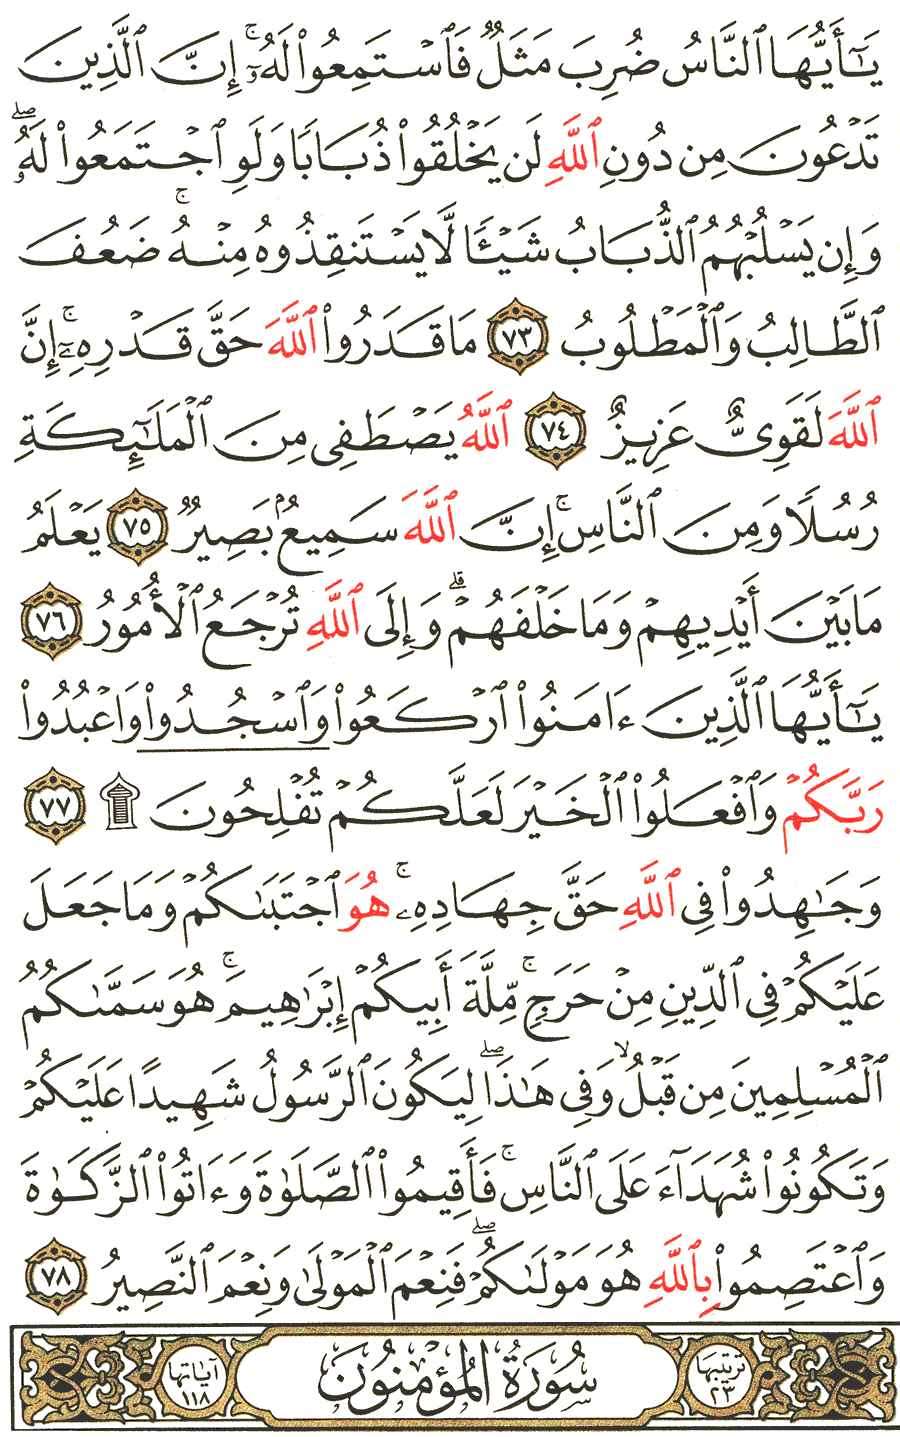 يَٰٓأَيُّهَا ٱلنَّاسُ ضُرِبَ مَثَلٌ فَٱسْتَمِعُوا۟ لَهُۥٓ ۚ إِنَّ ٱلَّذِينَ
تَدْعُونَ مِن دُونِ ٱللَّهِ لَن يَخْلُقُوا۟ ذُبَابًا وَلَوِ ٱجْتَمَعُوا۟ لَهُۥ ۖ
وَإِن يَسْلُبْهُمُ ٱلذُّبَابُ شَيْـًٔا لَّا يَسْتَنقِذُوهُ مِنْهُ ۚ ضَعُفَ
ٱلطَّالِبُ وَٱلْمَطْلُوبُ ٧٣ مَا قَدَرُوا۟ ٱللَّهَ حَقَّ قَدْرِهِۦٓ ۗ إِنَّ
ٱللَّهَ لَقَوِىٌّ عَزِيزٌ ٧٤ ٱللَّهُ يَصْطَفِى مِنَ ٱلْمَلَٰٓئِكَةِ
رُسُلًا وَمِنَ ٱلنَّاسِ ۚ إِنَّ ٱللَّهَ سَمِيعٌۢ بَصِيرٌ ٧٥ يَعْلَمُ
مَا بَيْنَ أَيْدِيهِمْ وَمَا خَلْفَهُمْ ۗ وَإِلَى ٱللَّهِ تُرْجَعُ ٱلْأُمُورُ ٧٦
يَٰٓأَيُّهَا ٱلَّذِينَ ءَامَنُوا۟ ٱرْكَعُوا۟ وَٱسْجُدُوا۟ وَٱعْبُدُوا۟
رَبَّكُمْ وَٱفْعَلُوا۟ ٱلْخَيْرَ لَعَلَّكُمْ تُفْلِحُونَ ۩ ٧٧
وَجَٰهِدُوا۟ فِى ٱللَّهِ حَقَّ جِهَادِهِۦ ۚ هُوَ ٱجْتَبَىٰكُمْ وَمَا جَعَلَ
عَلَيْكُمْ فِى ٱلدِّينِ مِنْ حَرَجٍ ۚ مِّلَّةَ أَبِيكُمْ إِبْرَٰهِيمَ ۚ هُوَ سَمَّىٰكُمُ
ٱلْمُسْلِمِينَ مِن قَبْلُ ۙ وَفِى هَٰذَا ۖ لِيَكُونَ ٱلرَّسُولُ شَهِيدًا عَلَيْكُمْ
وَتَكُونُوا۟ شُهَدَآءَ عَلَى ٱلنَّاسِ ۚ فَأَقِيمُوا۟ ٱلصَّلَوٰةَ وَءَاتُوا۟ ٱلزَّكَوٰةَ
وَٱعْتَصِمُوا۟ بِٱللَّهِ هُوَ مَوْلَىٰكُمْ ۖ فَنِعْمَ ٱلْمَوْلَىٰ وَنِعْمَ ٱلنَّصِيرُ ٧٨
ترتيبها ٢٣ سُورَةُ المُؤْمِنُونَ آياتها ١١٨